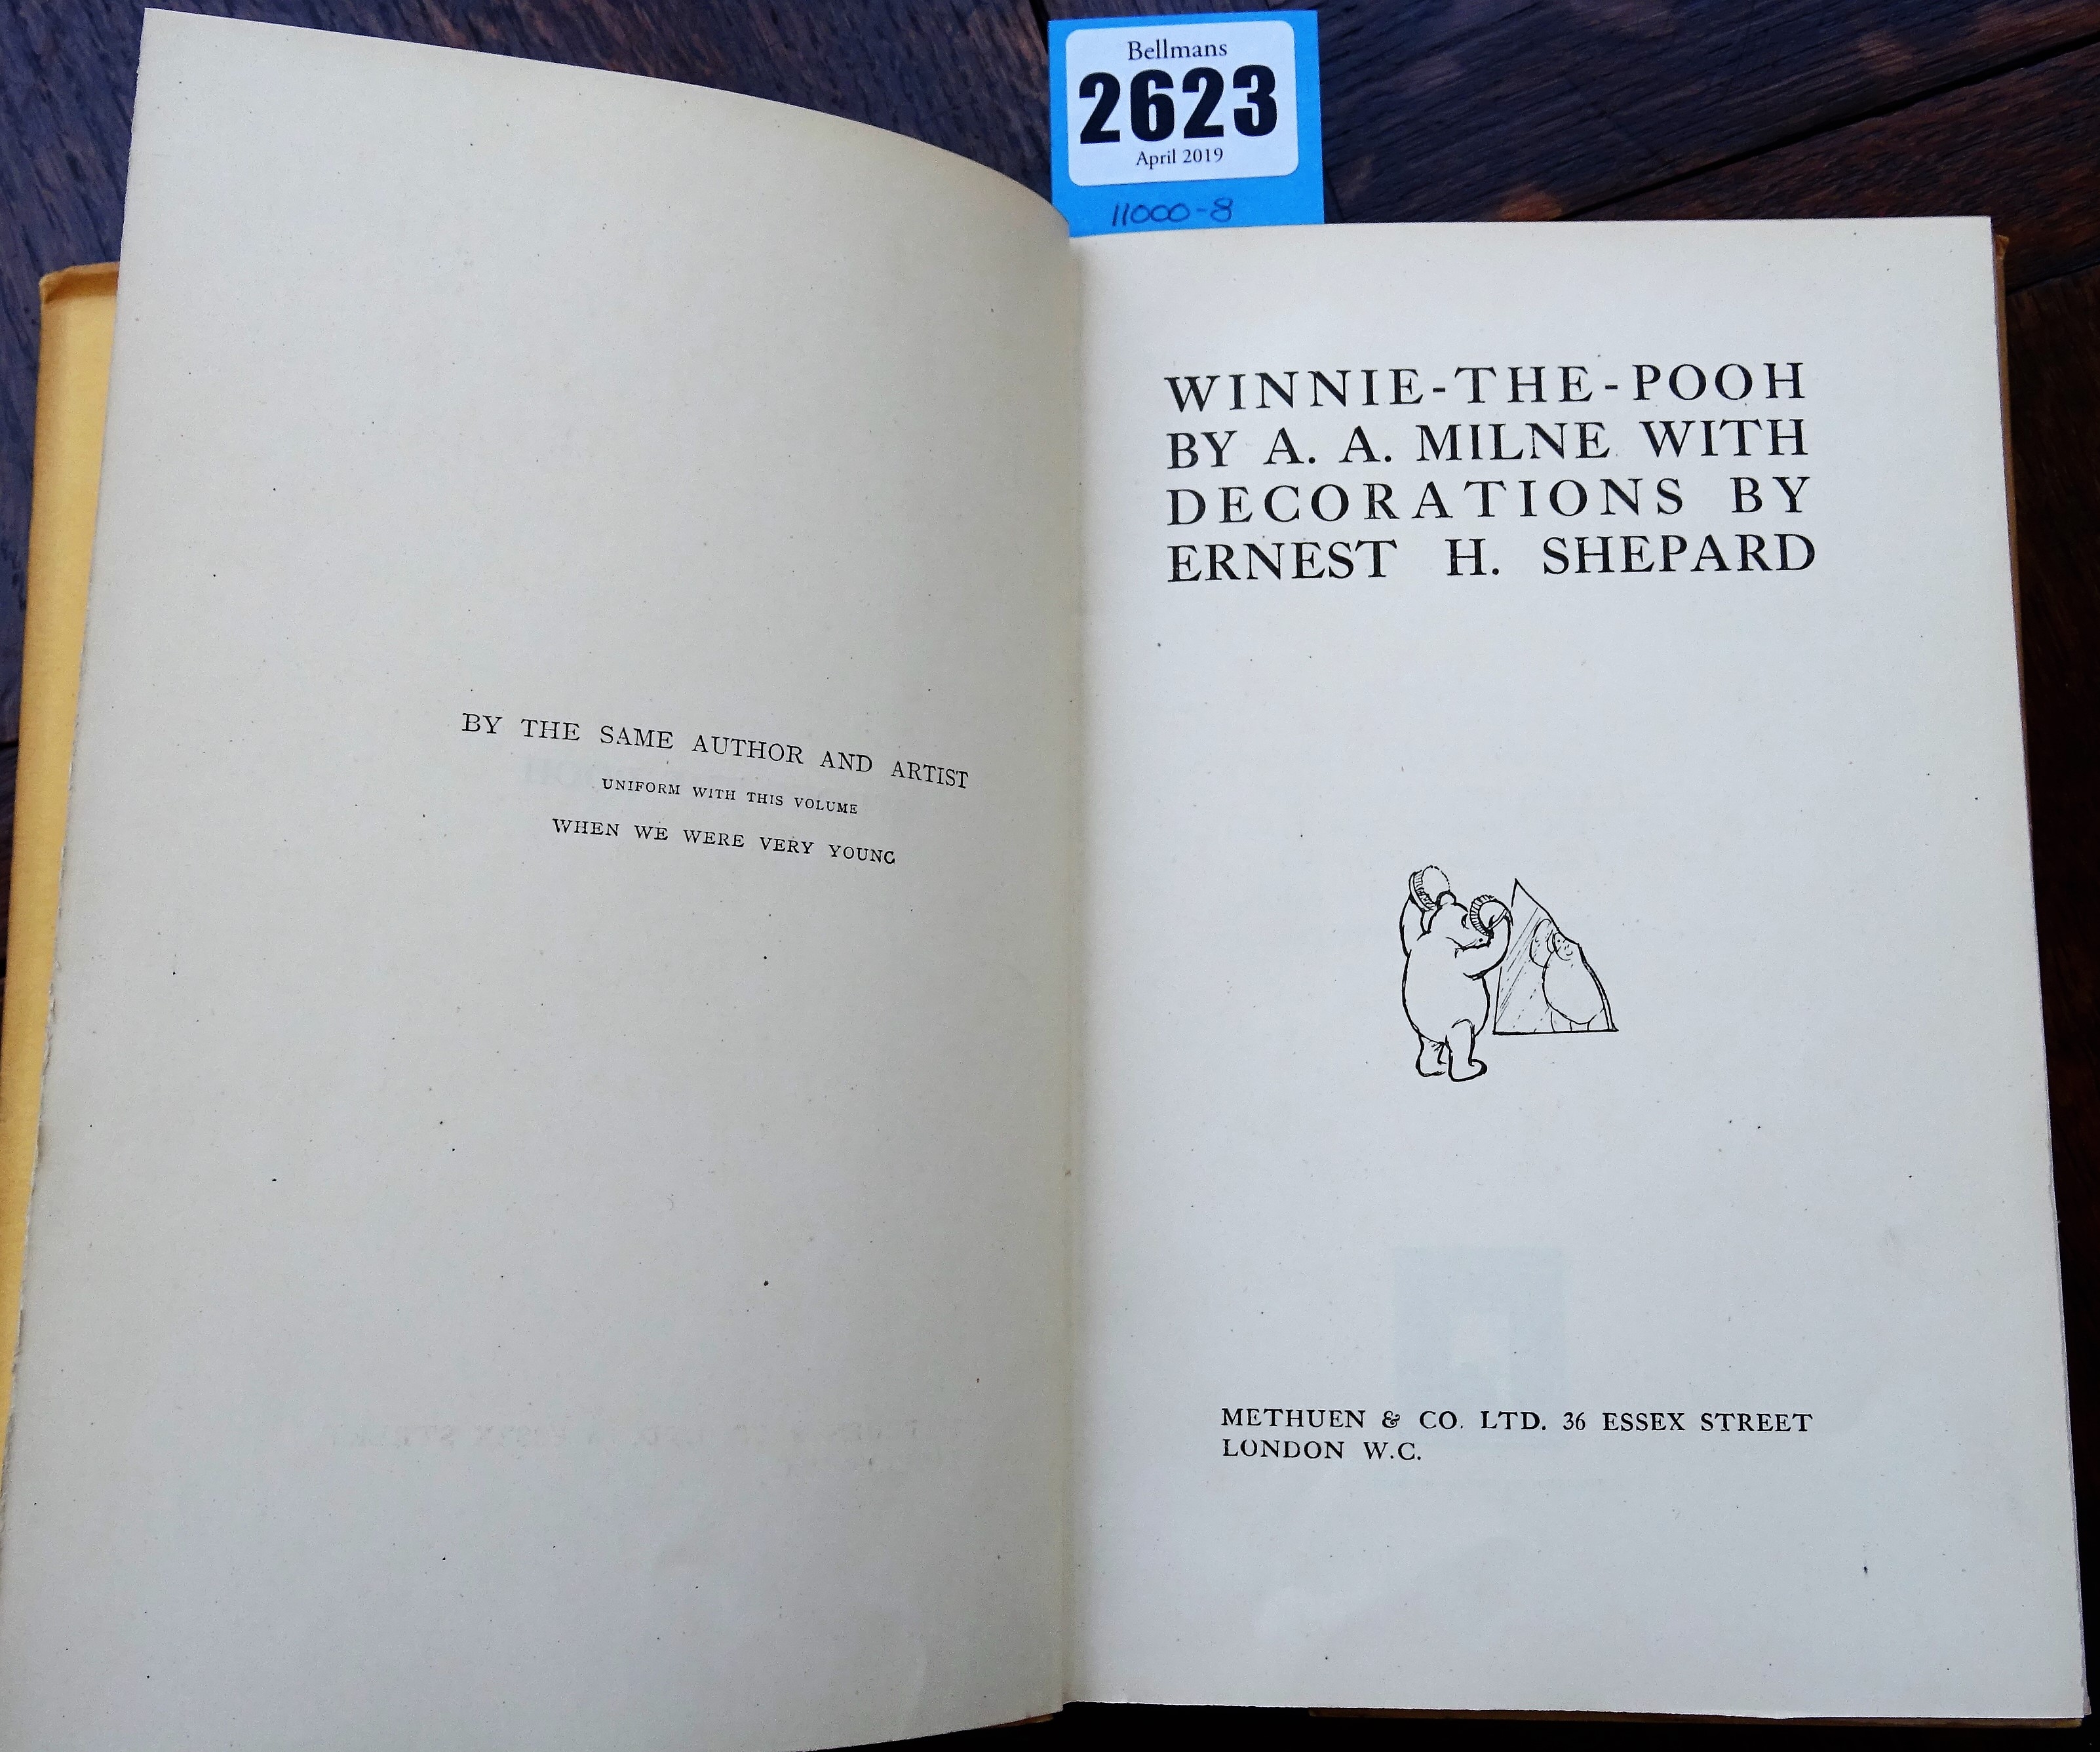 Bellmans
2623
April 2019
11000-8
BY THE SAME AUTHOR AND ARTIST
UNIFORM WITH THIS VOLUME
WHEN WE WERE VERY YOUNG
WINNIE-THE-POOH
BY A. A. MILNE WITH
DECORATIONS BY
ERNEST H. SHEPARD
METHUEN & CO. LTD. 36 ESSEX STREET
LONDON W.C.